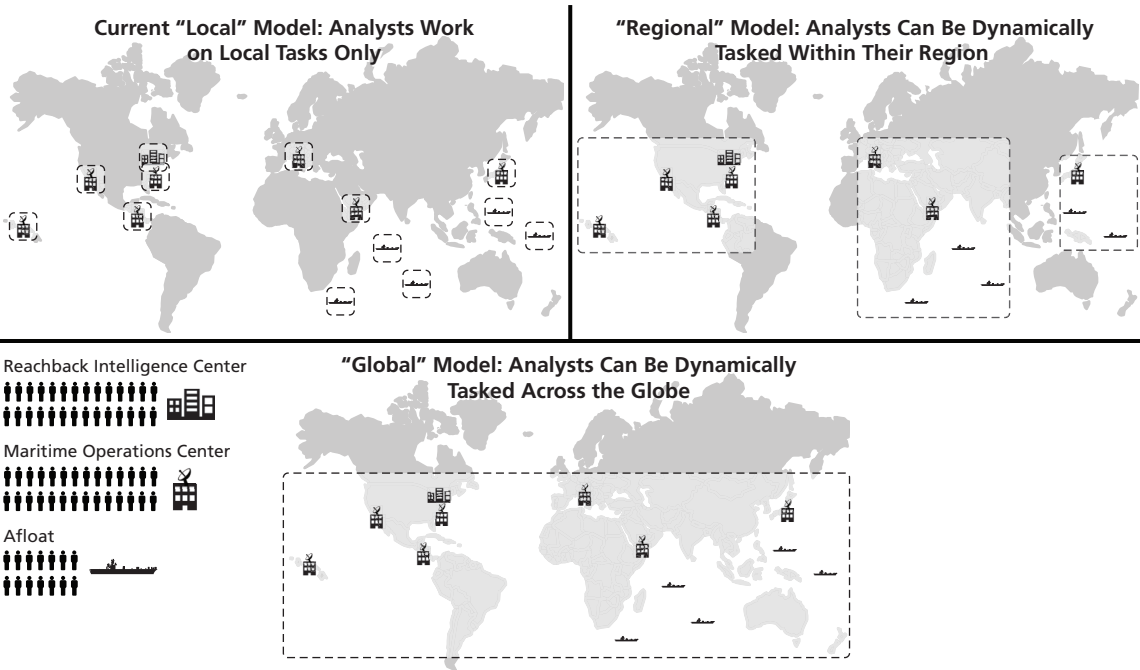 Current “Local” Model: Analysts Work
on Local Tasks Only
“Regional” Model: Analysts Can Be Dynamically
Tasked Within Their Region
“Global” Model: Analysts Can Be Dynamically
Tasked Across the Globe
Reachback Intelligence Center
Maritime Operations Center
Afloat